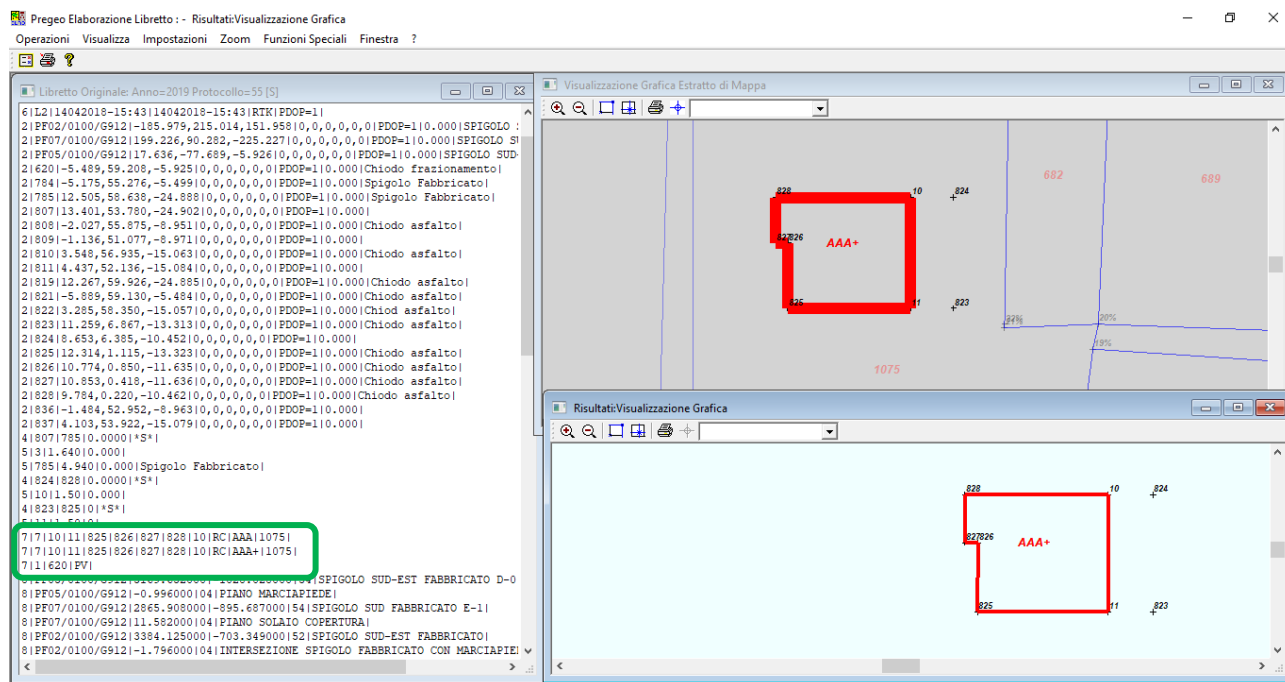 Pregeo Elaborazione Libretto : - Risultati:Visualizzazione Grafica
Operazioni Visualizza Impostazioni Zoom Funzioni Speciali Finestra ?
Libretto Originale: Anno=2019 Protocollo=55 [S]
6|L2|14042018-15:43|14042018-15:43|RTK|PDOP=1|
2|PF02/0100/G912|-185.979,215.014,151.958|0,0,0,0,0,0|PDOP=1|0.000|SPIGOLO
2|PF07/0100/G912|199.226,90.282,-225.227|0,0,0,0,0,0|PDOP=1|0.000|SPIGOLO
2|PF05/0100/G912|17.636,-77.689,-5.926|0,0,0,0,0,0|PDOP=1|0.000|SPIGOLO SUD-
2|620|-5.489,59.208,-5.925|0,0,0,0,0,0|PDOP=1|0.000|Chiodo frazionamento|
2|784|-5.175,55.276,-5.499|0,0,0,0,0,0|PDOP=1|0.000|Spigolo Fabbricato|
2|785|12.505,58.638,-24.888|0,0,0,0,0,0|PDOP=1|0.000|Spigolo Fabbricato|
2|807|13.401,53.780,-24.902|0,0,0,0,0,0|PDOP=1|0.000|
2|808|-2.027,55.875,-8.951|0,0,0,0,0,0|PDOP=1|0.000|Chiodo asfalto|
2|809|-1.136,51.077,-8.971|0,0,0,0,0,0|PDOP=1|0.000|
2|810|3.548,56.935,-15.063|0,0,0,0,0,0|PDOP=1|0.000|Chiodo asfalto|
2|811|4.437,52.136,-15.084|0,0,0,0,0,0|PDOP=1|0.000|
2|819|12.267,59.926,-24.885|0,0,0,0,0,0|PDOP=1|0.000|Chiodo asfalto|
2|821|-5.889,59.130,-5.484|0,0,0,0,0,0|PDOP=1|0.000|Chiodo asfalto|
2|822|3.285,58.350,-15.057|0,0,0,0,0,0|PDOP=1|0.000|Chiod asfalto|
2|823|11.259,6.867,-13.313|0,0,0,0,0,0|PDOP=1|0.000|Chiodo asfalto|
2|824|8.653,6.385,-10.452|0,0,0,0,0,0|PDOP=1|0.000|
2|825|12.314,1.115,-13.323|0,0,0,0,0,0|PDOP=1|0.000|Chiodo asfalto|
2|826|10.774,0.850,-11.635|0,0,0,0,0,0|PDOP=1|0.000|Chiodo asfalto|
2|827|10.853,0.418,-11.636|0,0,0,0,0,0|PDOP=1|0.000|Chiodo asfalto|
2|828|9.784,0.220,-10.462|0,0,0,0,0,0|PDOP=1|0.000|Chiodo asfalto|
2|836|-1.484,52.952,-8.963|0,0,0,0,0,0|PDOP=1|0.000|
2|837|4.103,53.922,-15.079|0,0,0,0,0,0|PDOP=1|0.000|
4|807|785|0.0000|*S*|
5|3|1.640|0.000|
5|785|4.940|0.000|Spigolo Fabbricato|
4|824|828|0.0000|*S*|
5|10|1.50|0.000|
4|823|825|0|*S*|
5|11|1.50|0|
7|7|10|11|825|826|827|828|10|RC|AAA|1075|
7|7|10|11|825|826|827|828|10|RC|AAA+|1075|
7|1|620|PV|
SPIGOLO SUD-EST FABBRICATO D-0
8|PF05/0100/G912|-0.996000|04|PIANO MARCIAPIEDE|
8|PF07/0100/G912|2865.908000|-895.687000|54|SPIGOLO SUD FABBRICATO E-1|
8|PF07/0100/G912|11.582000|04|PIANO SOLAIO COPERTURA|
8|PF02/0100/G912|3384.125000|-703.349000|52|SPIGOLO SUD-EST FABBRICATO|
8|PF02/0100/G912|-1.796000|04|INTERSEZIONE SPIGOLO FABBRICATO CON MARCIAPIE
Visualizzazione Grafica Estratto di Mappa
682
689
828
10
824
827826
AAA+
825
11
823
20%
19%
1075
Risultati:Visualizzazione Grafica
828
10
824
827826
AAA+
825
11
823